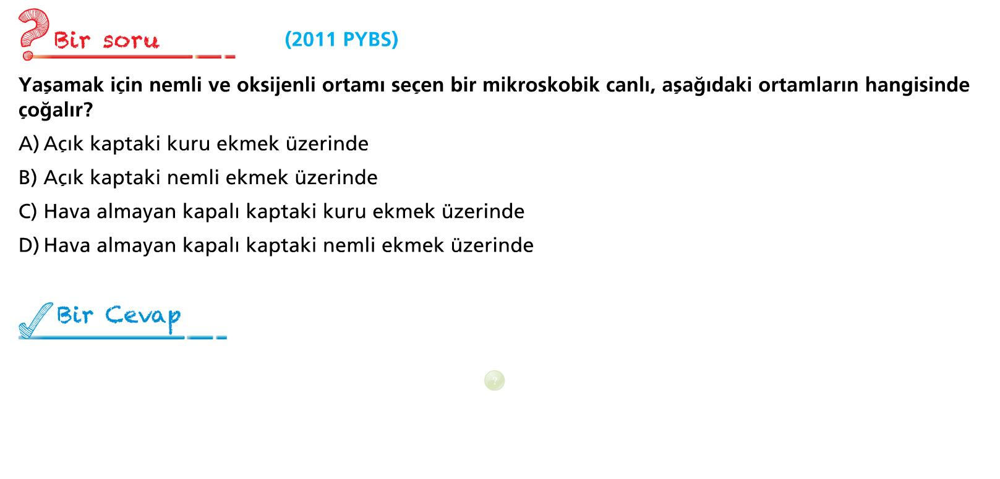 Bir soru
(2011 PYBS)
Yaşamak için nemli ve oksijenli ortamı seçen bir mikroskobik canlı, aşağıdaki ortamların hangisinde
çoğalır?
A) Açık kaptaki kuru ekmek üzerinde
B) Açık kaptaki nemli ekmek üzerinde
C) Hava almayan kapalı kaptaki kuru ekmek üzerinde
D) Hava almayan kapalı kaptaki nemli ekmek üzerinde
Bir Cevap
?